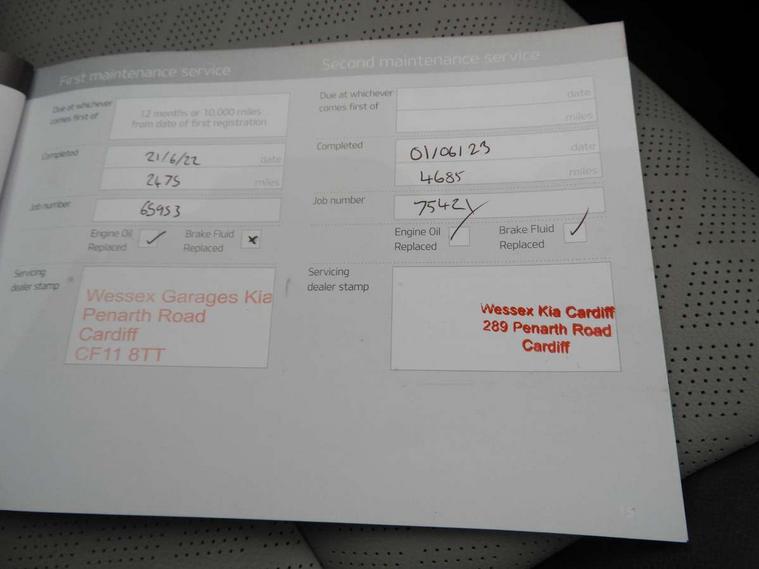 First maintenance service
Due at whichever
comes first of
12 months or 10,000 miles
from date of first registration
Completed
21/6/22 date
2475 miles
Job number
65953
Engine Oil
Replaced
✓
Brake Fluid
Replaced
x
Servicing
dealer stamp
Wessex Garages Kia
Penarth Road
Cardiff
CF11 8TT
Second maintenance service
Due at whichever
comes first of
date
miles
Completed
01/06/23 date
4685 miles
Job number
75421
Engine Oil
Replaced
✓
Brake Fluid
Replaced
✓
Servicing
dealer stamp
Wessex Kia Cardiff
289 Penarth Road
Cardiff